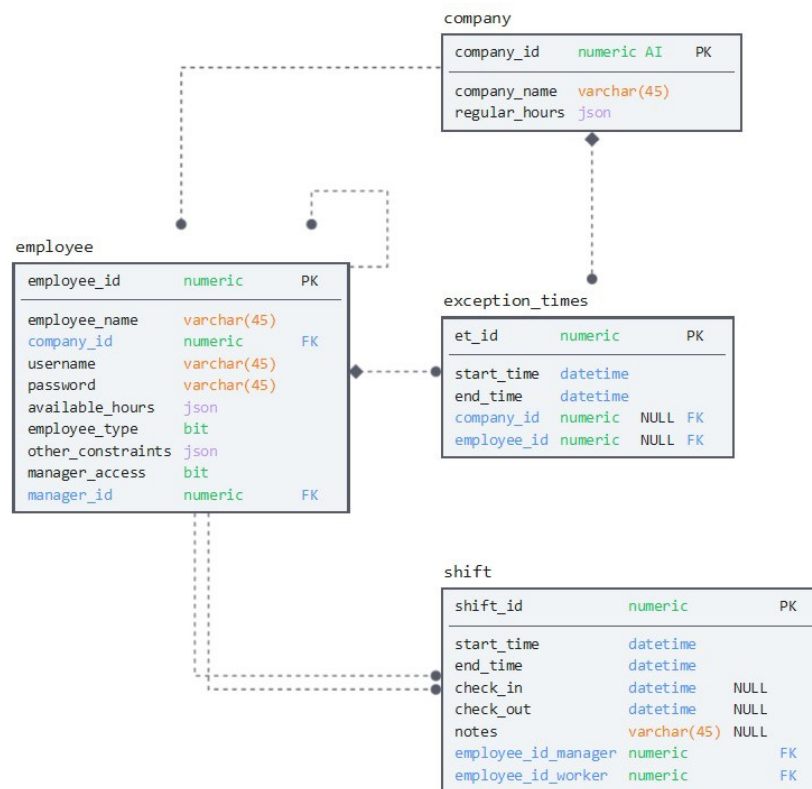 company
company_id numeric AI PK
company_name varchar(45)
regular_hours json
employee
employee_id numeric PK
employee_name varchar(45)
company_id numeric FK
username varchar(45)
password varchar(45)
available_hours json
employee_type bit
other_constraints json
manager_access bit
manager_id numeric FK
exception_times
et_id numeric PK
start_time datetime
end_time datetime
company_id numeric NULL FK
employee_id numeric NULL FK
shift
shift_id numeric PK
start_time datetime
end_time datetime
check_in datetime NULL
check_out datetime NULL
notes varchar(45) NULL
employee_id_manager numeric FK
employee_id_worker numeric FK